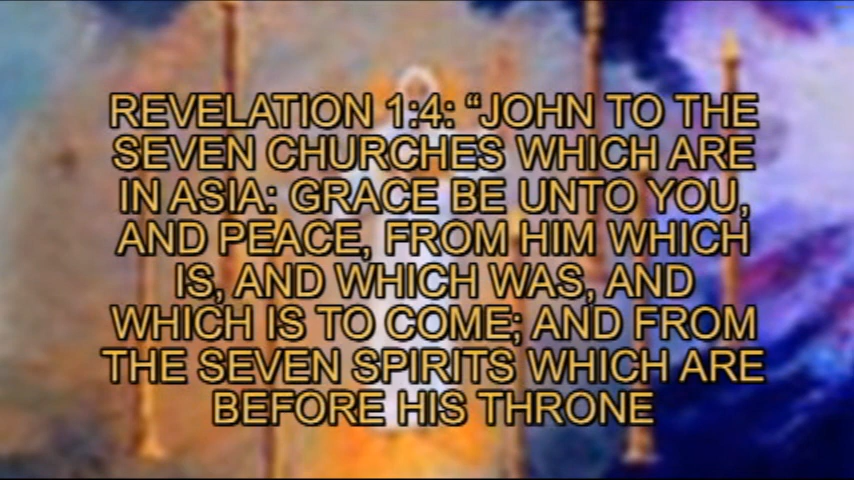 REVELATION 1:4: “JOHN TO THE
SEVEN CHURCHES WHICH ARE
IN ASIA: GRACE BE UNTO YOU,
AND PEACE, FROM HIM WHICH
IS, AND WHICH WAS, AND
WHICH IS TO COME; AND FROM
THE SEVEN SPIRITS WHICH ARE
BEFORE HIS THRONE